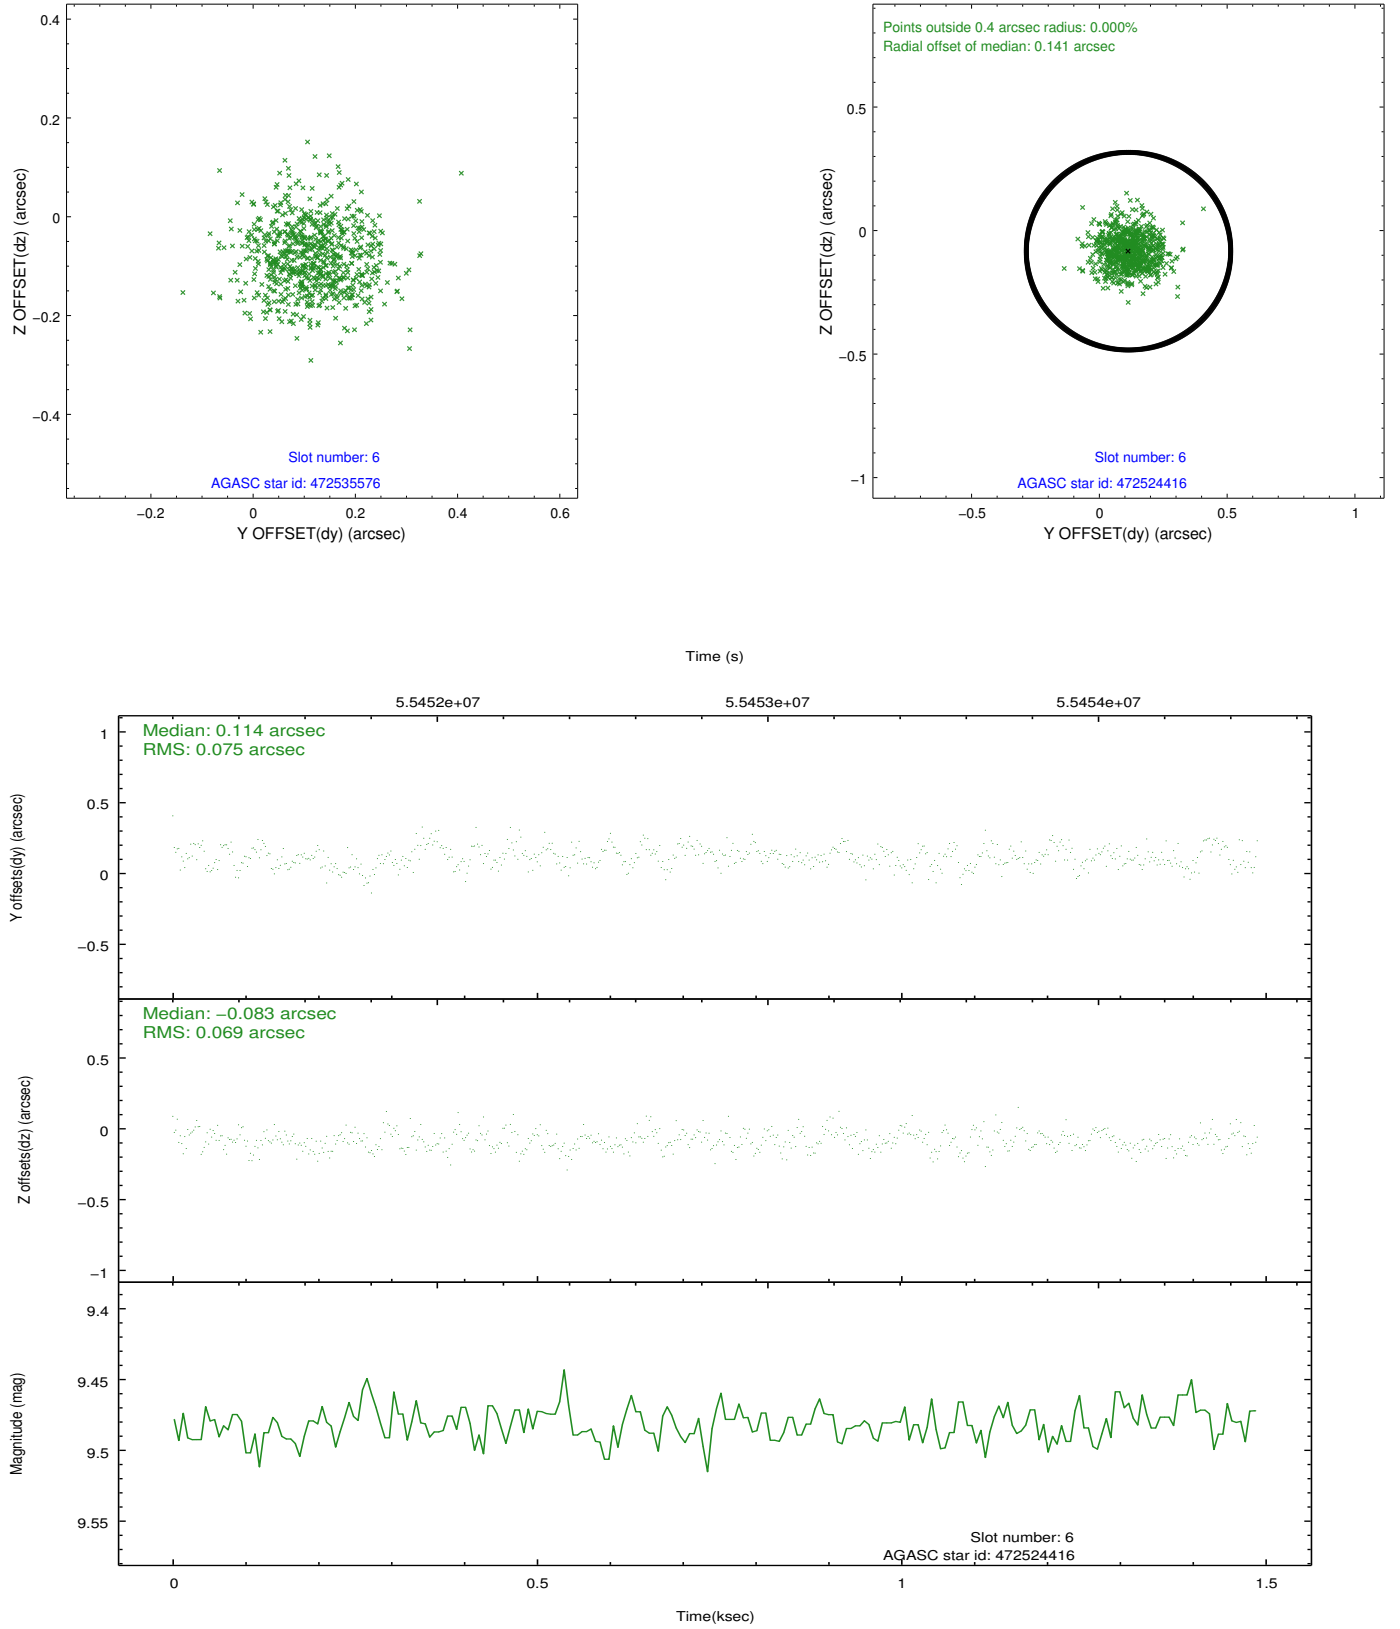 0.4
0.2
0
−0.2
−0.4
Z OFFSET(dz) (arcsec)
Slot number: 6
AGASC star id: 472535576
−0.2
0
0.2
0.4
0.6
Y OFFSET(dy) (arcsec)
Points outside 0.4 arcsec radius: 0.000%
Radial offset of median: 0.141 arcsec
0.5
0
−0.5
−1
Z OFFSET(dz) (arcsec)
Slot number: 6
AGASC star id: 472524416
−0.5
0
0.5
1
Y OFFSET(dy) (arcsec)
Time (s)
5.5452e+07
5.5453e+07
5.5454e+07
Median: 0.114 arcsec
RMS: 0.075 arcsec
1
0.5
0
−0.5
Y offsets(dy) (arcsec)
Median: −0.083 arcsec
RMS: 0.069 arcsec
0.5
0
−0.5
−1
Z offsets(dz) (arcsec)
9.4
9.45
9.5
9.55
Magnitude (mag)
Slot number: 6
AGASC star id: 472524416
0
0.5
1
1.5
Time(ksec)